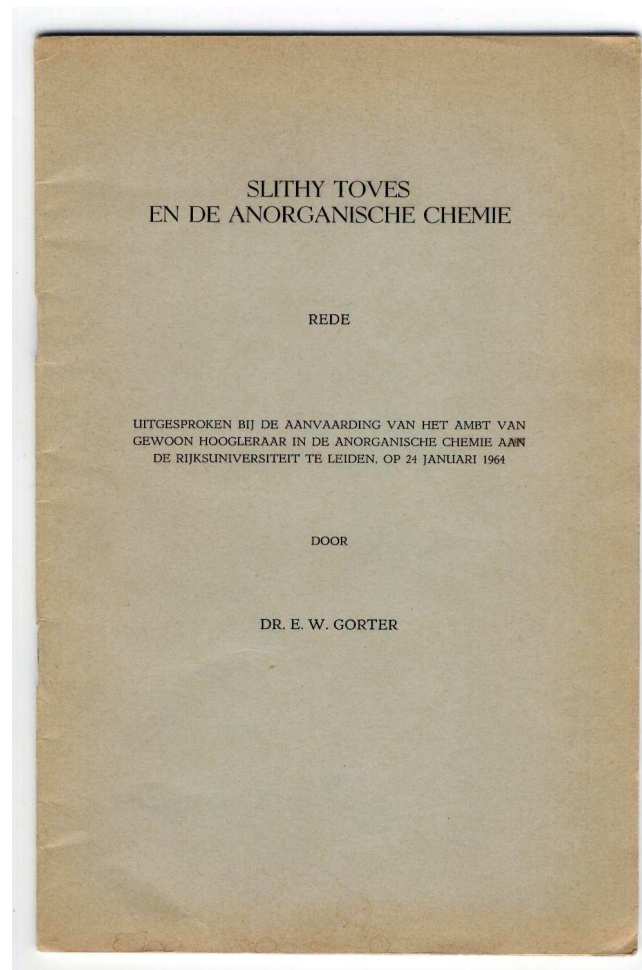 SLITHY TOVES
EN DE ANORGANISCHE CHEMIE
REDE
UITGESPROKEN BIJ DE AANVAARDING VAN HET AMBT VAN
GEWOON HOOGLERAAR IN DE ANORGANISCHE CHEMIE AAN
DE RIJKSUNIVERSITEIT TE LEIDEN, OP 24 JANUARI 1964
DOOR
DR. E. W. GORTER